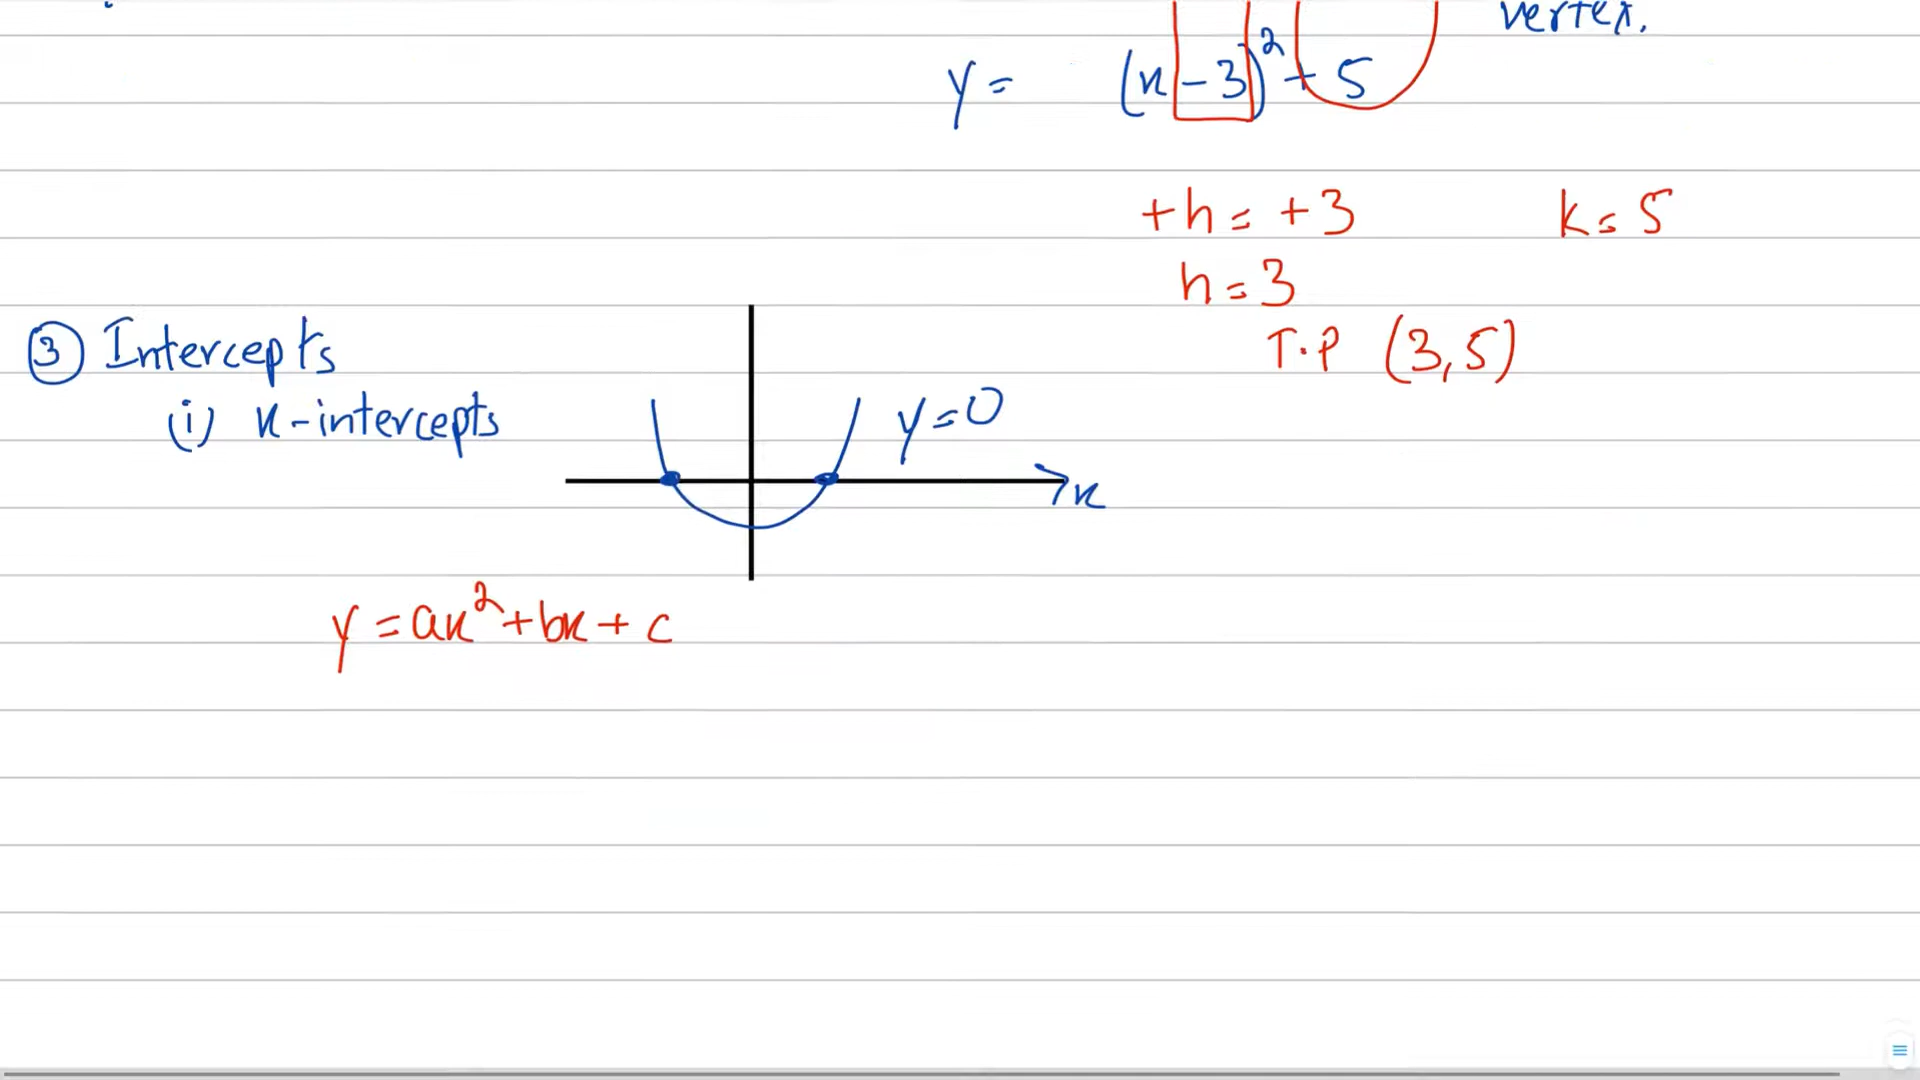 vertex.
y = (x - 3)² + 5
+h = +3 k = 5
h = 3
③ Intercepts
T.P (3,5)
(i) x-intercepts
y = 0
x
y = ax² + bx + c